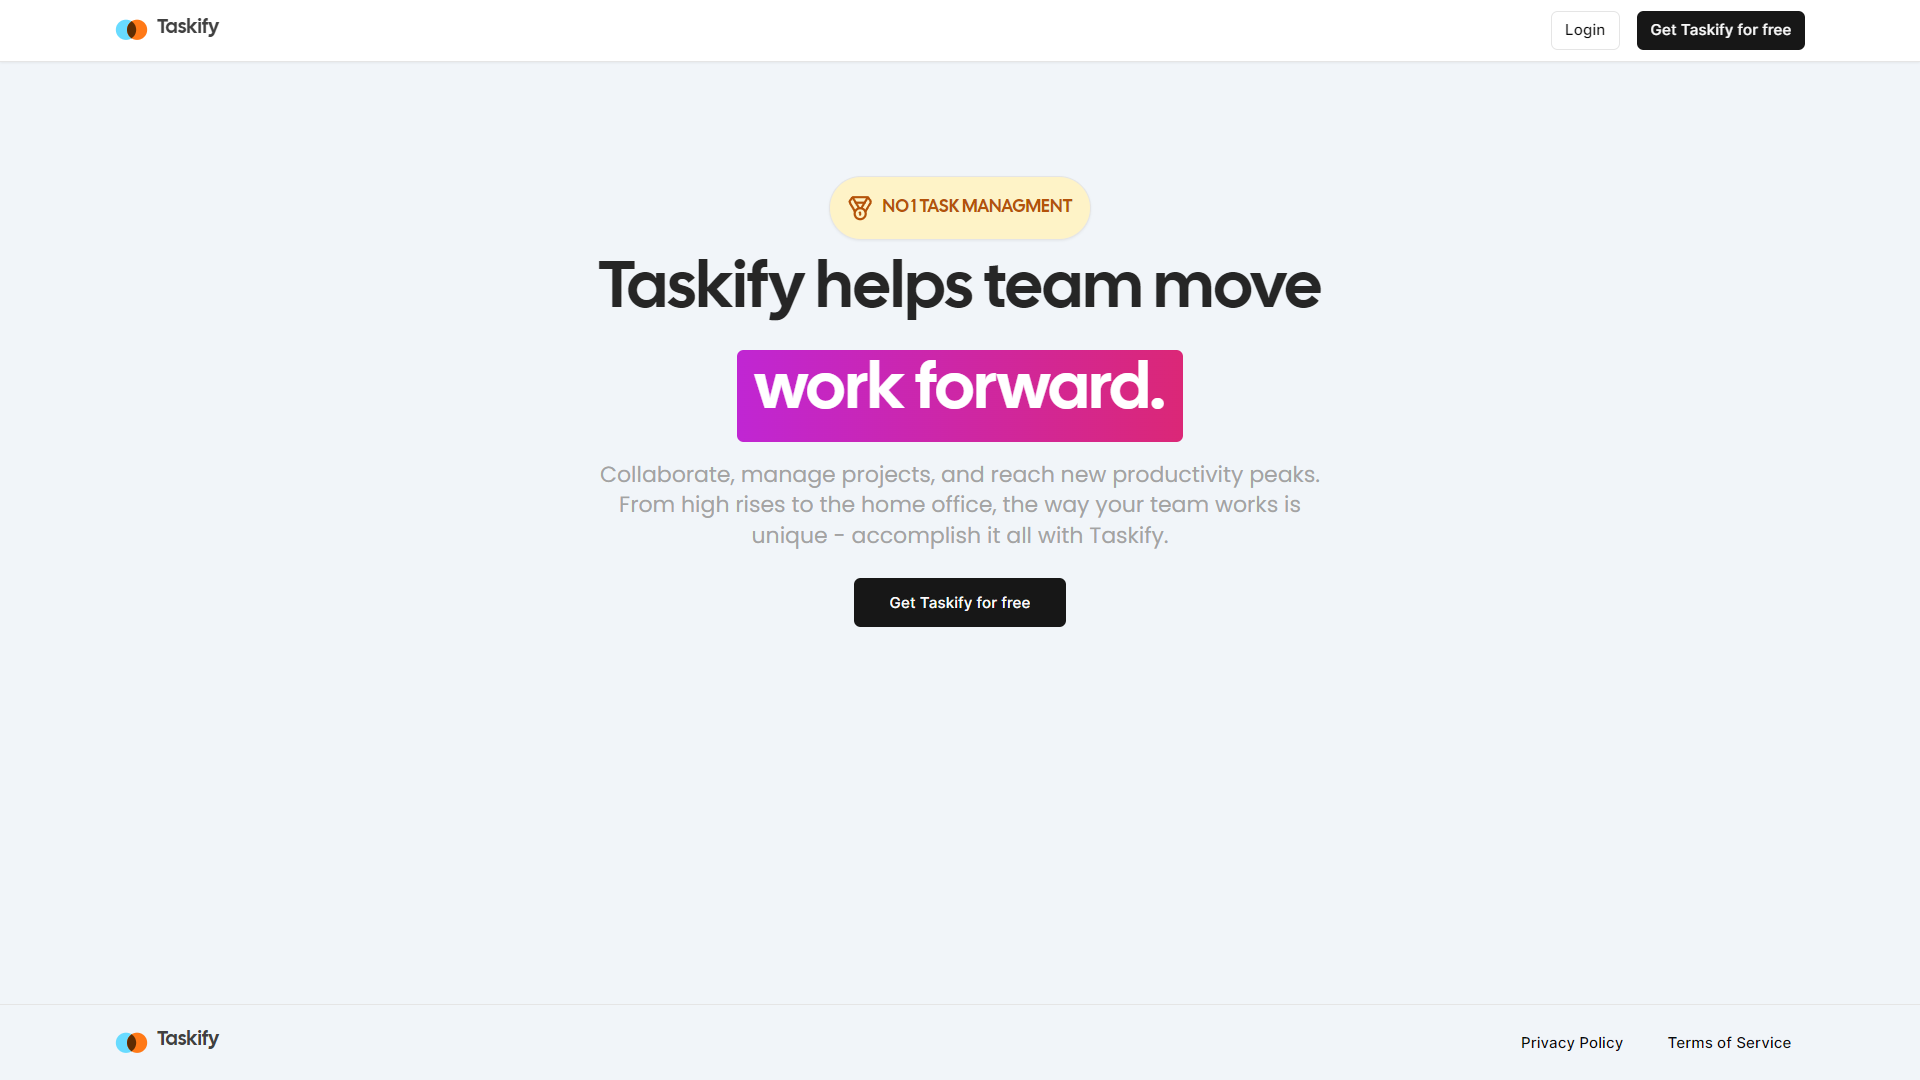 Taskify
Login
Get Taskify for free
NO 1 TASK MANAGMENT
Taskify helps team move
work forward.
Collaborate, manage projects, and reach new productivity peaks.
From high rises to the home office, the way your team works is
unique - accomplish it all with Taskify.
Get Taskify for free
Taskify
Privacy Policy
Terms of Service